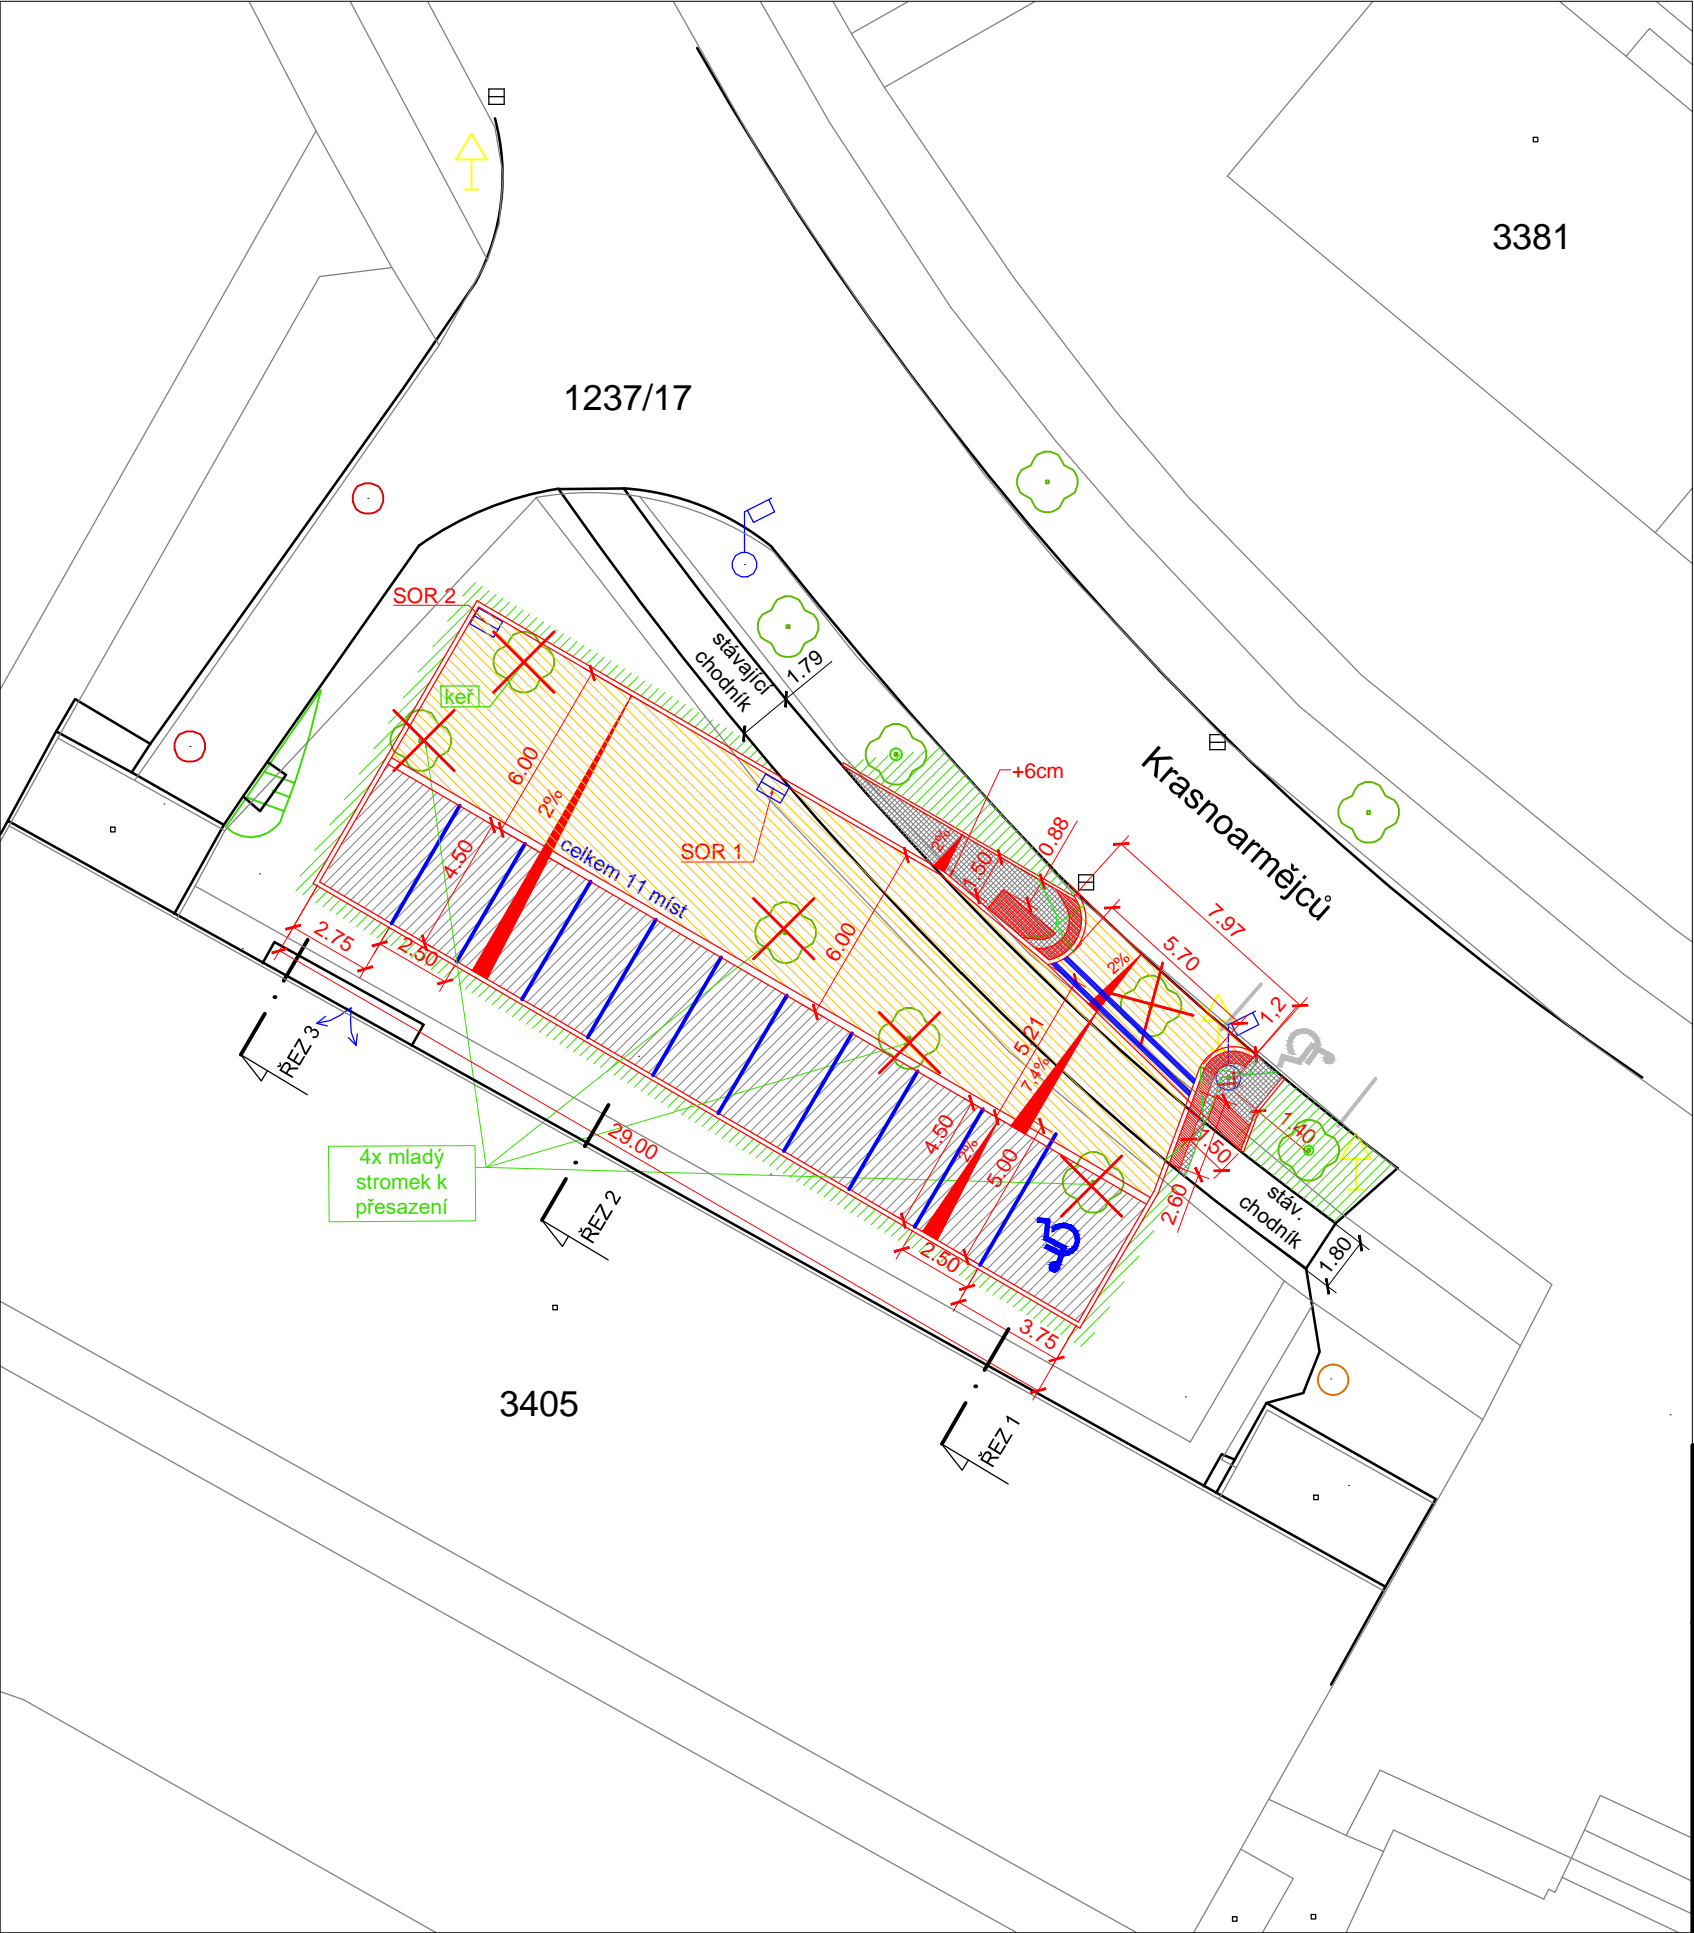 3381
1237/17
SOR 2
stávající
chodník
1.79
keř
6.00
2%
+6cm
Krasnoarmějců
SOR 1
2%
1.50
0.88
4.50
celkem 11 míst
7.97
5.70
2%
6.00
2.75
2.50
1,2
5.21
7,4%
ŘEZ 3
4x mladý
stromek k
přesazení
29.00
4.50
2%
5.00
1.40
1.50
2.60
stáv.
chodník
1.80
ŘEZ 2
2.50
3.75
3405
ŘEZ 1